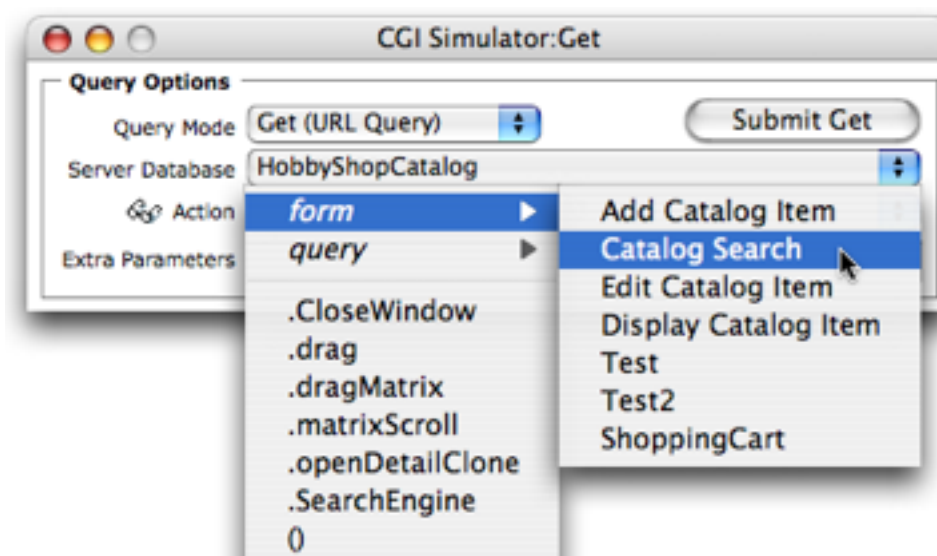 CGI Simulator:Get
Query Options
Query Mode Get (URL Query) Submit Get
Server Database HobbyShopCatalog
Action
Extra Parameters
form
query
.CloseWindow
.drag
.dragMatrix
.matrixScroll
.openDetailClone
.SearchEngine
()
Add Catalog Item
Catalog Search
Edit Catalog Item
Display Catalog Item
Test
Test2
ShoppingCart